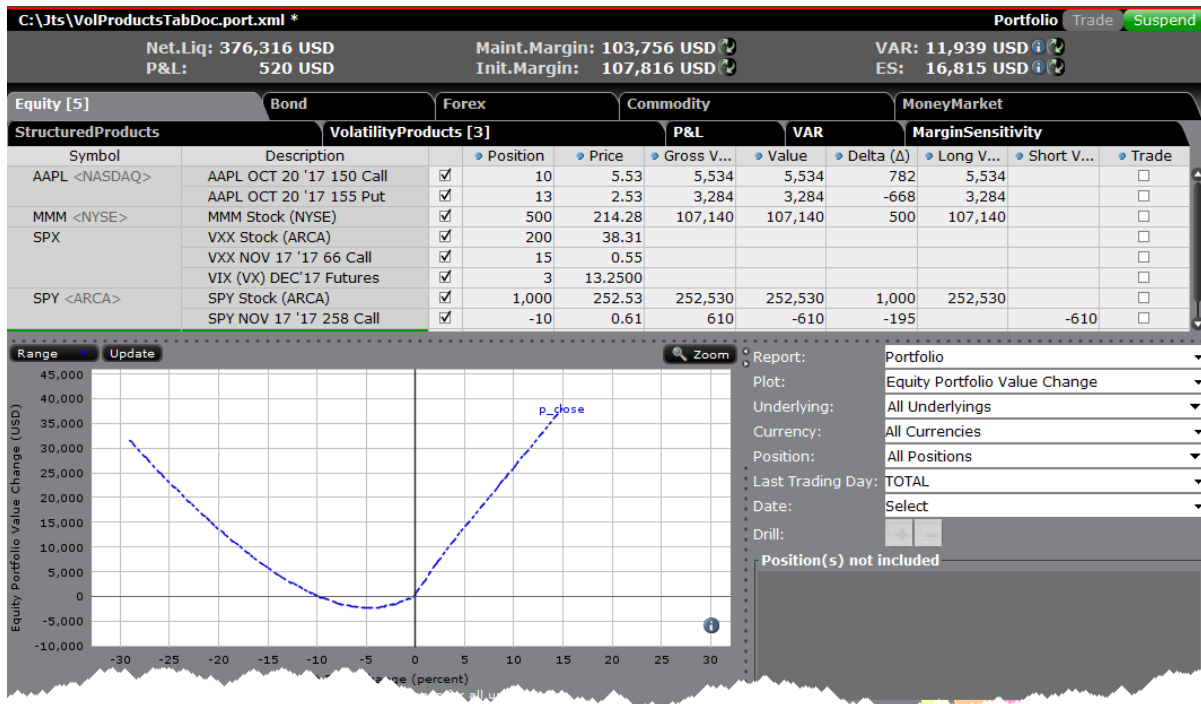 C:\Jts\VolProductsTabDoc.port.xml * Portfolio Trade Suspend
Net.Liq: 376,316 USD Maint.Margin: 103,756 USD VAR: 11,939 USD
P&L: 520 USD Init.Margin: 107,816 USD ES: 16,815 USD
Equity [5] Bond Forex Commodity MoneyMarket
StructuredProducts VolatilityProducts [3] P&L VAR MarginSensitivity
Symbol Description Position Price Gross V... Value Delta (Δ) Long V... Short V... Trade
AAPL <NASDAQ> AAPL OCT 20 '17 150 Call 10 5.53 5,534 5,534 782 5,534
AAPL OCT 20 '17 155 Put 13 2.53 3,284 3,284 -668 3,284
MMM <NYSE> MMM Stock (NYSE) 500 214.28 107,140 107,140 500 107,140
SPX VXX Stock (ARCA) 200 38.31
VXX NOV 17 '17 66 Call 15 0.55
VIX (VX) DEC'17 Futures 3 13.2500
SPY <ARCA> SPY Stock (ARCA) 1,000 252.53 252,530 252,530 1,000 252,530
SPY NOV 17 '17 258 Call -10 0.61 610 -610 -195 -610
Range Update Zoom
Equity Portfolio Value Change (USD)
45,000
40,000
35,000
30,000
25,000
20,000
15,000
10,000
5,000
0
-5,000
-10,000
p_close
-30 -25 -20 -15 -10 -5 0 5 10 15 20 25 30
(percent)
Report: Portfolio
Plot: Equity Portfolio Value Change
Underlying: All Underlyings
Currency: All Currencies
Position: All Positions
Last Trading Day: TOTAL
Date: Select
Drill: + -
Position(s) not included